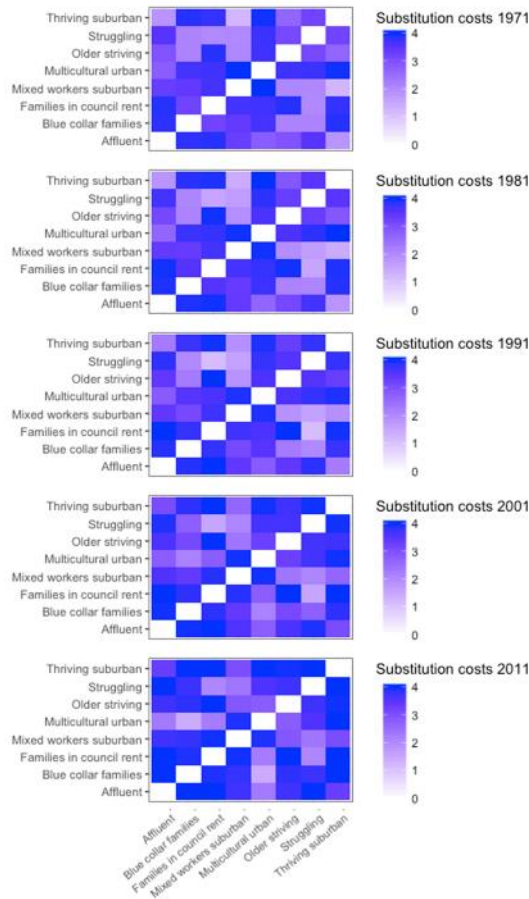 Substitution costs 1971
Thriving suburban
Struggling
Older striving
Multicultural urban
Mixed workers suburban
Families in council rent
Blue collar families
Affluent
4
3
2
1
0
Substitution costs 1981
Thriving suburban
Struggling
Older striving
Multicultural urban
Mixed workers suburban
Families in council rent
Blue collar families
Affluent
4
3
2
1
0
Substitution costs 1991
Thriving suburban
Struggling
Older striving
Multicultural urban
Mixed workers suburban
Families in council rent
Blue collar families
Affluent
4
3
2
1
0
Substitution costs 2001
Thriving suburban
Struggling
Older striving
Multicultural urban
Mixed workers suburban
Families in council rent
Blue collar families
Affluent
4
3
2
1
0
Substitution costs 2011
Thriving suburban
Struggling
Older striving
Multicultural urban
Mixed workers suburban
Families in council rent
Blue collar families
Affluent
4
3
2
1
0
Affluent
Blue collar families
Families in council rent
Mixed workers suburban
Multicultural urban
Older striving
Struggling
Thriving suburban